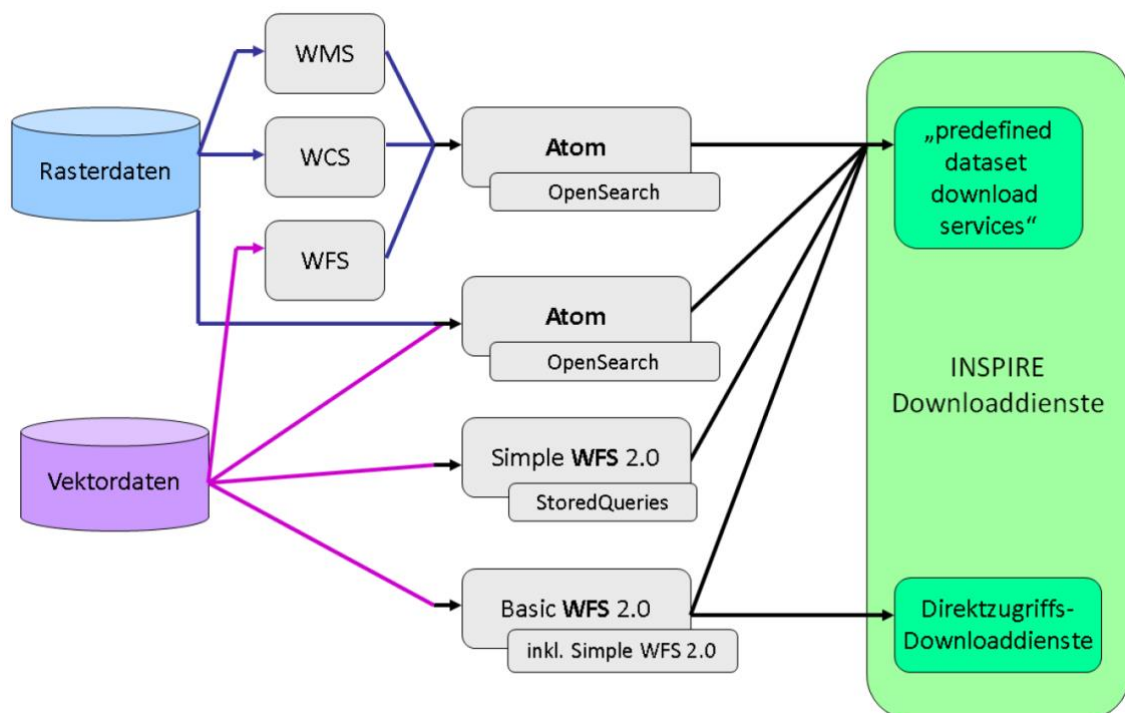 WMS
WCS
WFS
Rasterdaten
Vektordaten
Atom
OpenSearch
Atom
OpenSearch
Simple WFS 2.0
StoredQueries
Basic WFS 2.0
inkl. Simple WFS 2.0
„predefined
dataset
download
services“
INSPIRE
Downloaddienste
Direktzugriffs-
Downloaddienste